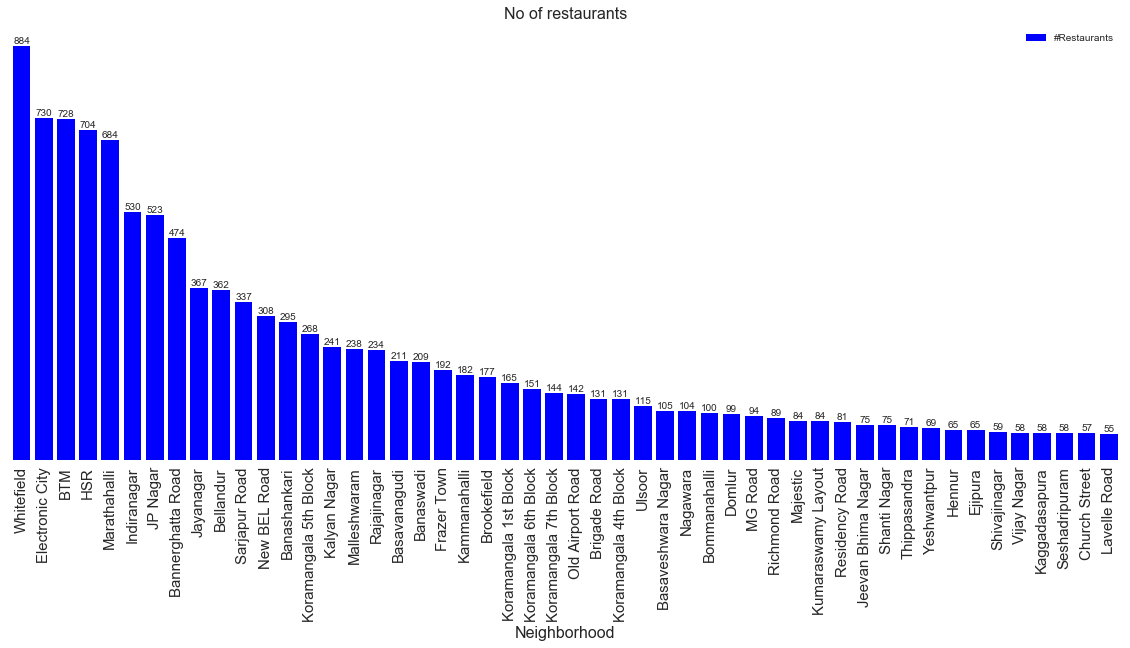 No of restaurants
#Restaurants
884
730
728
704
684
530
523
474
367
362
337
308
295
268
241
238
234
211
209
192
182
177
165
151
144
142
131
131
115
105
104
100
99
94
89
84
84
81
75
75
71
69
65
65
59
58
58
58
57
55
Whitefield
Electronic City
BTM
HSR
Marathahalli
Indiranagar
JP Nagar
Bannerghatta Road
Jayanagar
Bellandur
Sarjapur Road
New BEL Road
Banashankari
Koramangala 5th Block
Kalyan Nagar
Malleshwaram
Rajajinagar
Basavanagudi
Banaswadi
Frazer Town
Kammanahalli
Brookefield
Koramangala 1st Block
Koramangala 6th Block
Koramangala 7th Block
Old Airport Road
Brigade Road
Koramangala 4th Block
Ulsoor
Basaveshwara Nagar
Nagawara
Bommanahalli
Domlur
MG Road
Richmond Road
Majestic
Kumaraswamy Layout
Residency Road
Jeevan Bhima Nagar
Shanti Nagar
Thippasandra
Yeshwantpur
Hennur
Ejipura
Shivajinagar
Vijay Nagar
Kaggadasapura
Seshadripuram
Church Street
Lavelle Road
Neighborhood